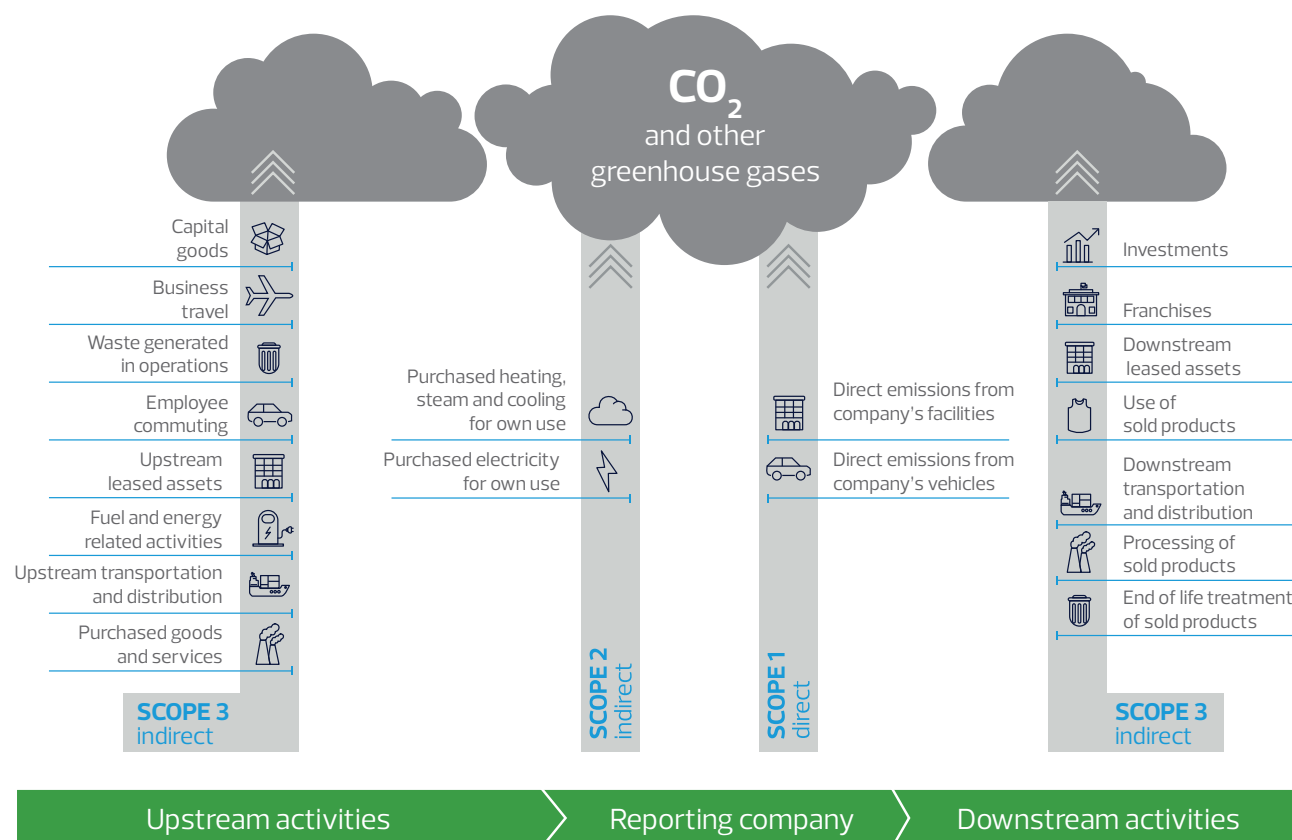 CO2
and other
greenhouse gases
Capital
goods
Business
travel
Waste generated
in operations
Employee
commuting
Upstream
leased assets
Fuel and energy
related activities
Upstream transportation
and distribution
Purchased goods
and services
SCOPE 3
indirect
Purchased heating,
steam and cooling
for own use
Purchased electricity
for own use
SCOPE 2
indirect
Direct emissions from
company's facilities
Direct emissions from
company's vehicles
SCOPE 1
direct
Investments
Franchises
Downstream
leased assets
Use of
sold products
Downstream
transportation
and distribution
Processing of
sold products
End of life treatment
of sold products
SCOPE 3
indirect
Upstream activities
Reporting company
Downstream activities